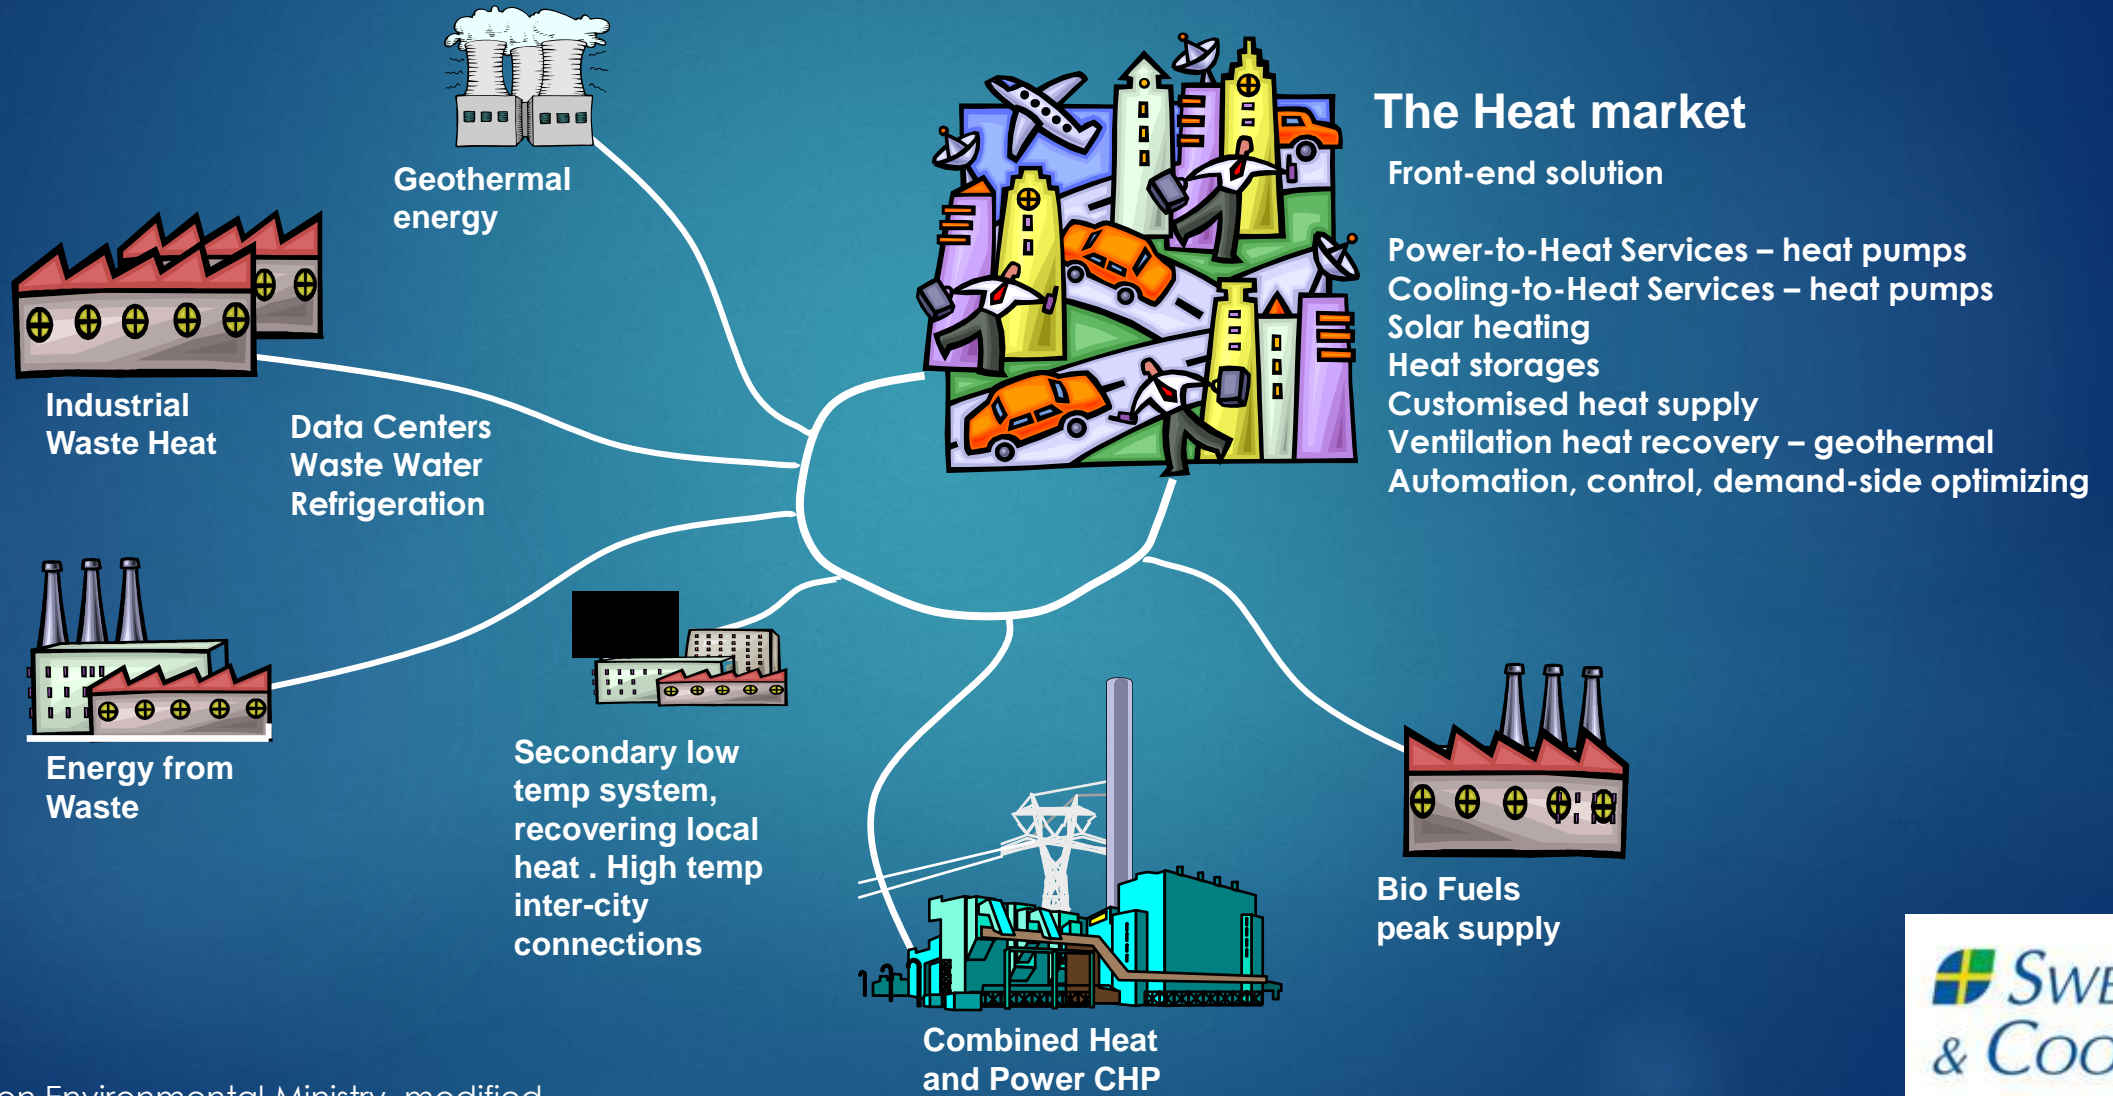 The Heat market
Front-end solution
Power-to-Heat Services – heat pumps
Cooling-to-Heat Services – heat pumps
Solar heating
Heat storages
Customised heat supply
Ventilation heat recovery – geothermal
Automation, control, demand-side optimizing
Geothermal
energy
Industrial
Waste Heat
Data Centers
Waste Water
Refrigeration
Energy from
Waste
Secondary low
temp system,
recovering local
heat . High temp
inter-city
connections
Combined Heat
and Power CHP
Bio Fuels
peak supply
Environmental Ministry, modified
&